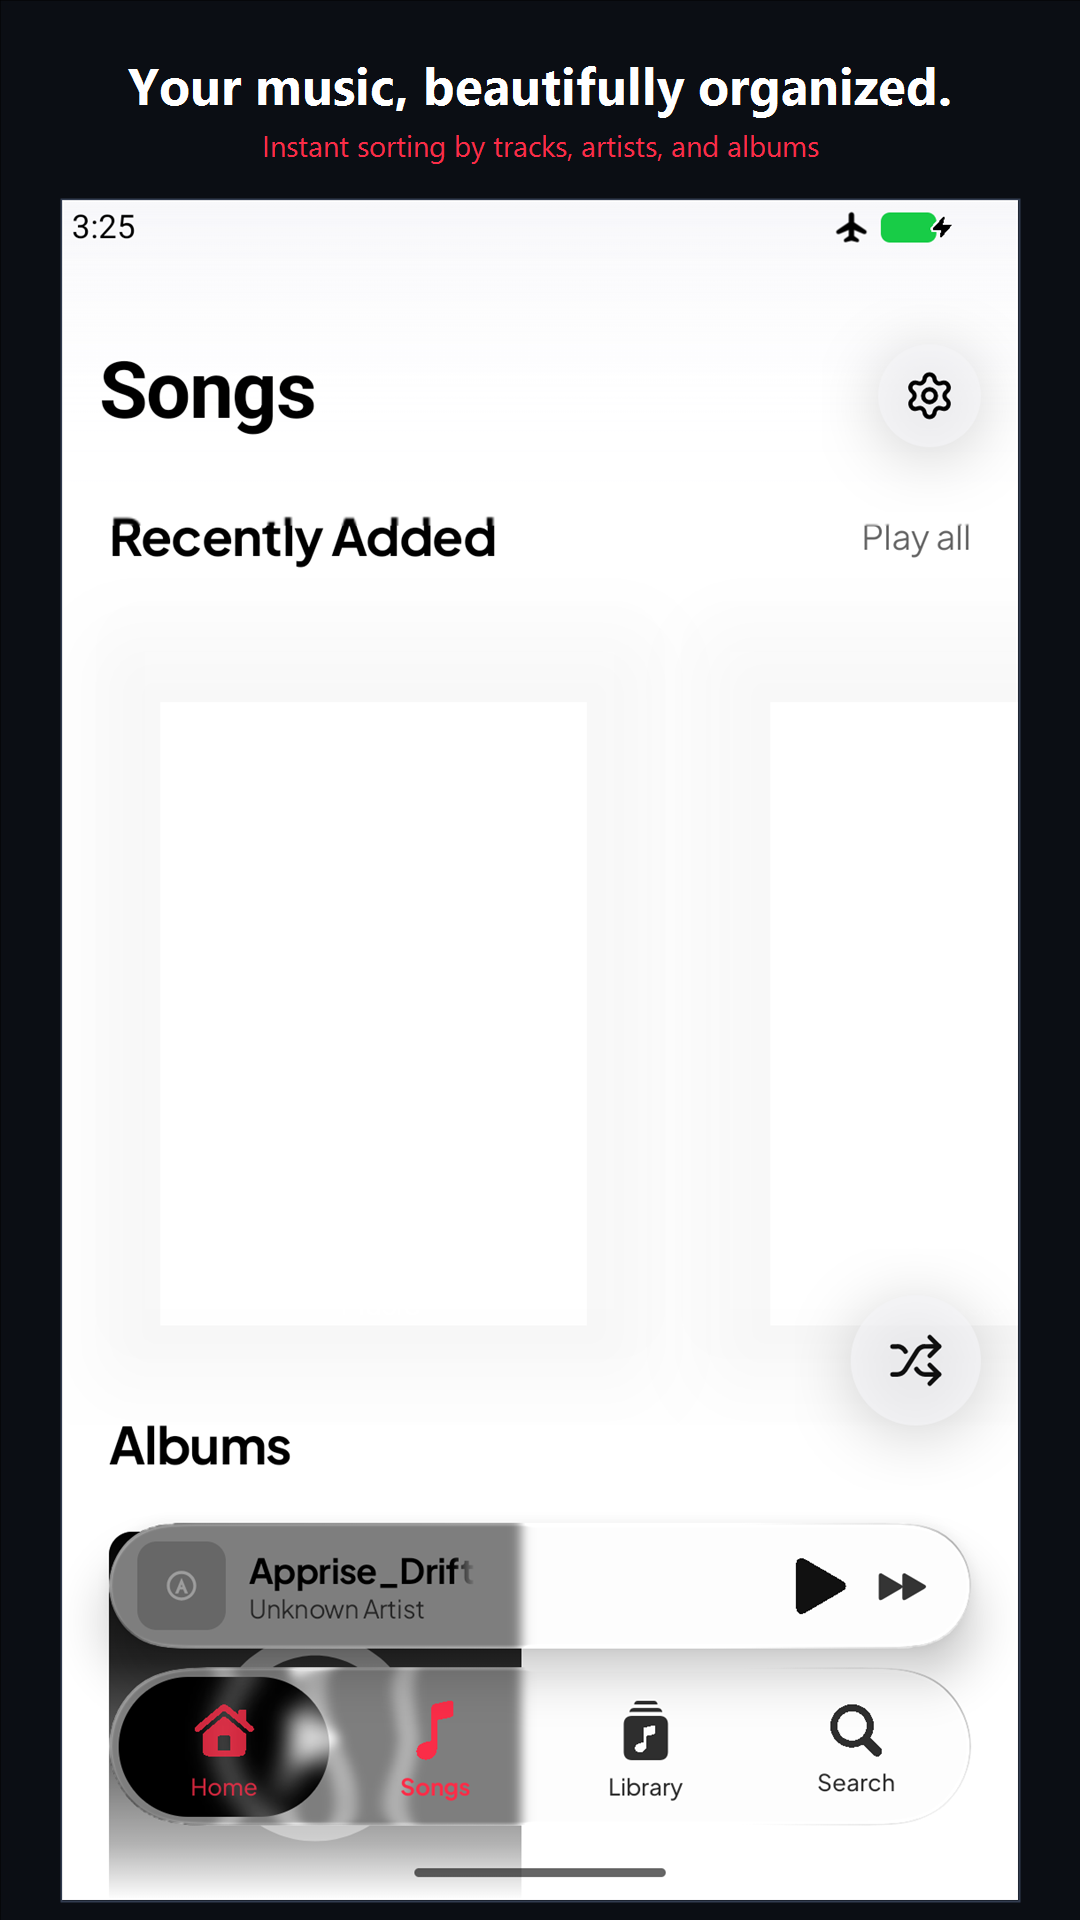 Your music, beautifully organized.
Instant sorting by tracks, artists, and albums
3:25
Songs
Recently Added
Play all
Albums
Apprise_Drift
Unknown Artist
Home
Songs
Library
Search